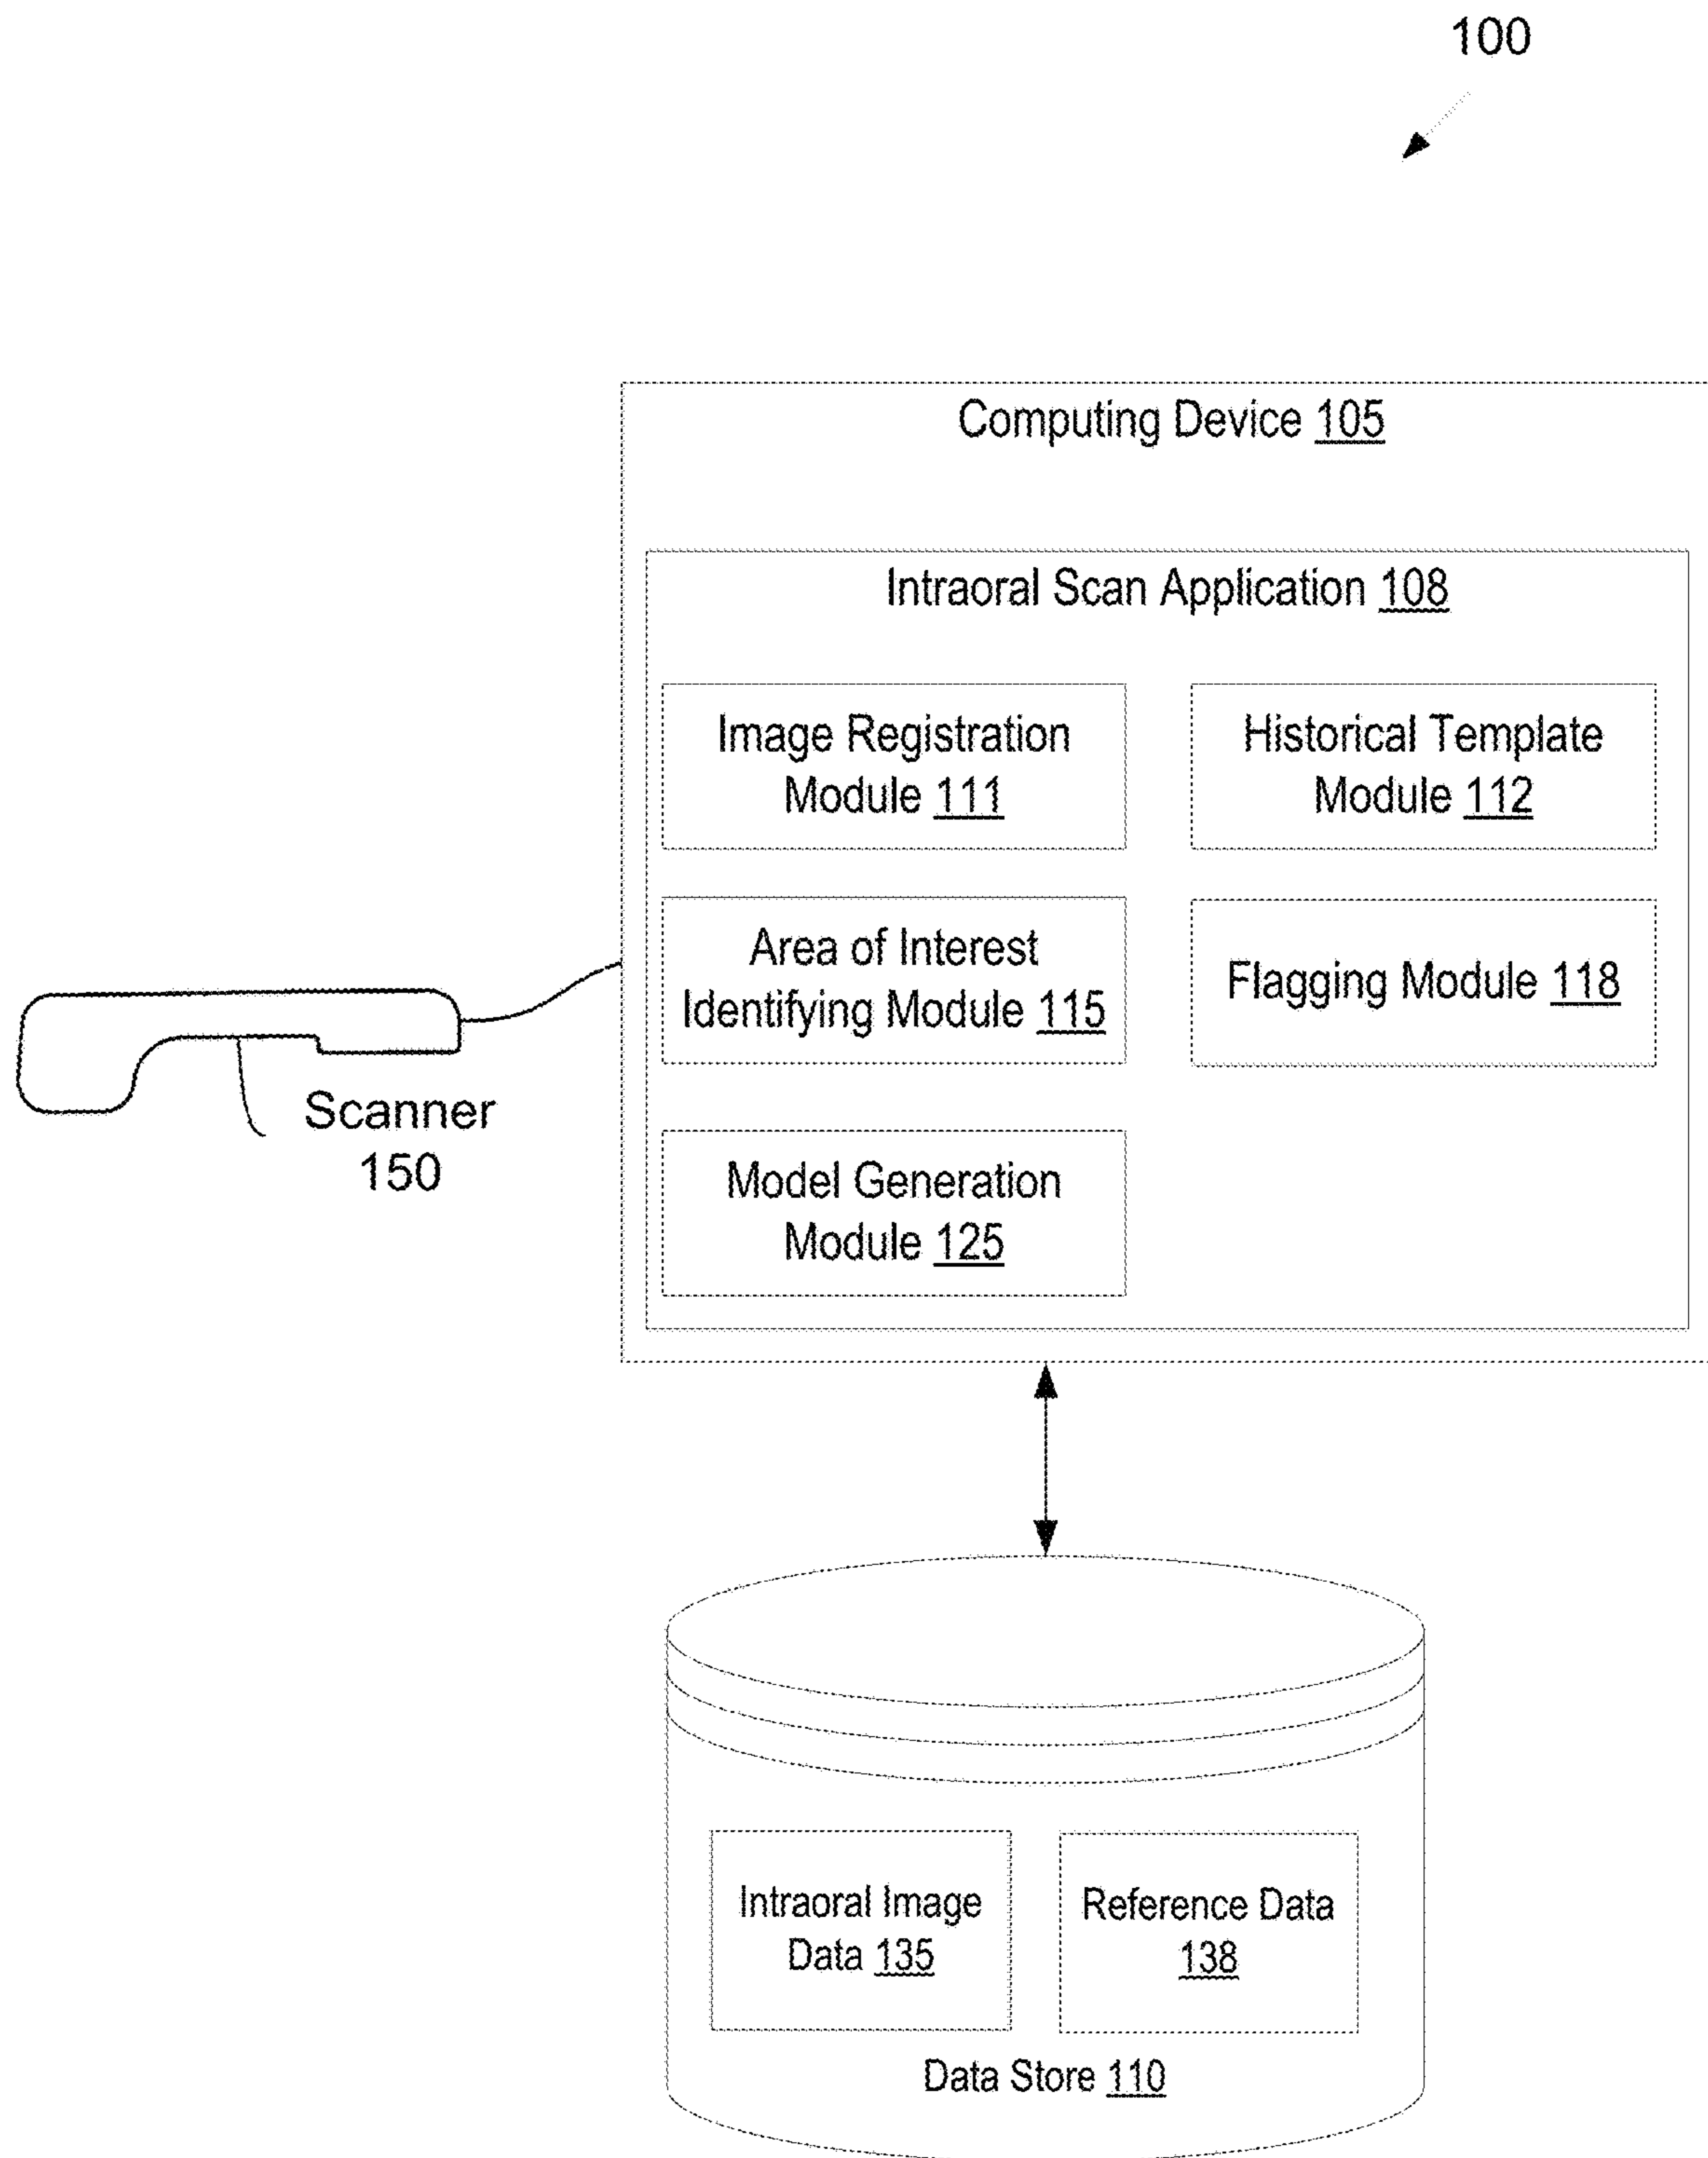 100
Computing Device 105
Intraoral Scan Application 108
Image Registration
Module 111
Historical Template
Module 112
Area of Interest
Identifying Module 115
Flagging Module 118
Scanner
150
Model Generation
Module 125
Intraoral Image
Data 135
Reference Data
138
Data Store 110